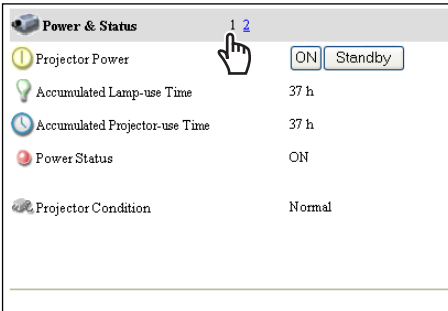 Power & Status 1 2
Projector Power ON Standby
Accumulated Lamp-use Time 37 h
Accumulated Projector-use Time 37 h
Power Status ON
Projector Condition Normal